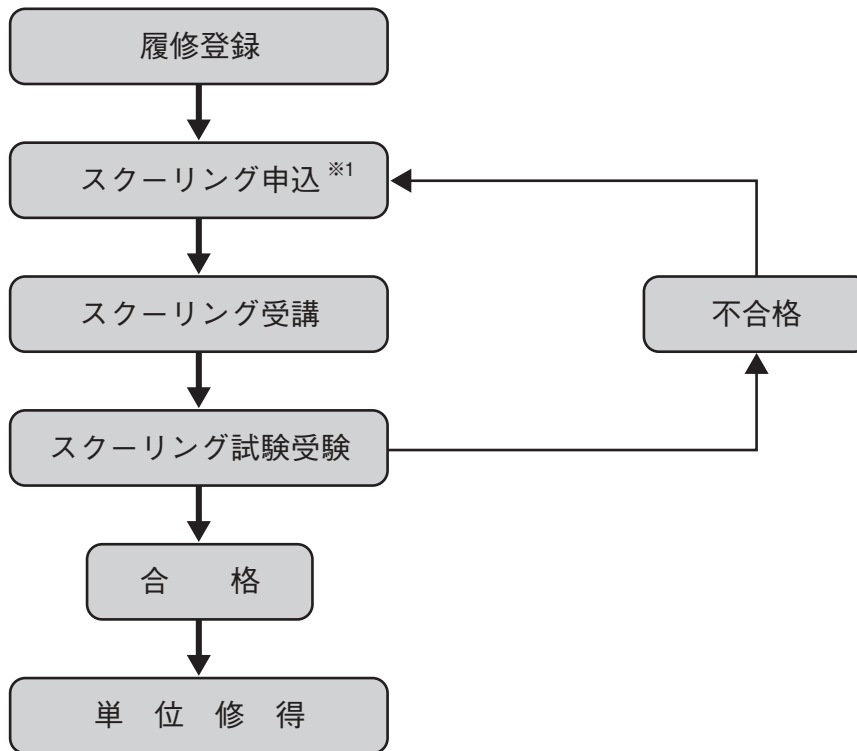 履修登録
スクーリング申込 ※1
スクーリング受講
不合格
スクーリング試験受験
合　格
単　位　修　得